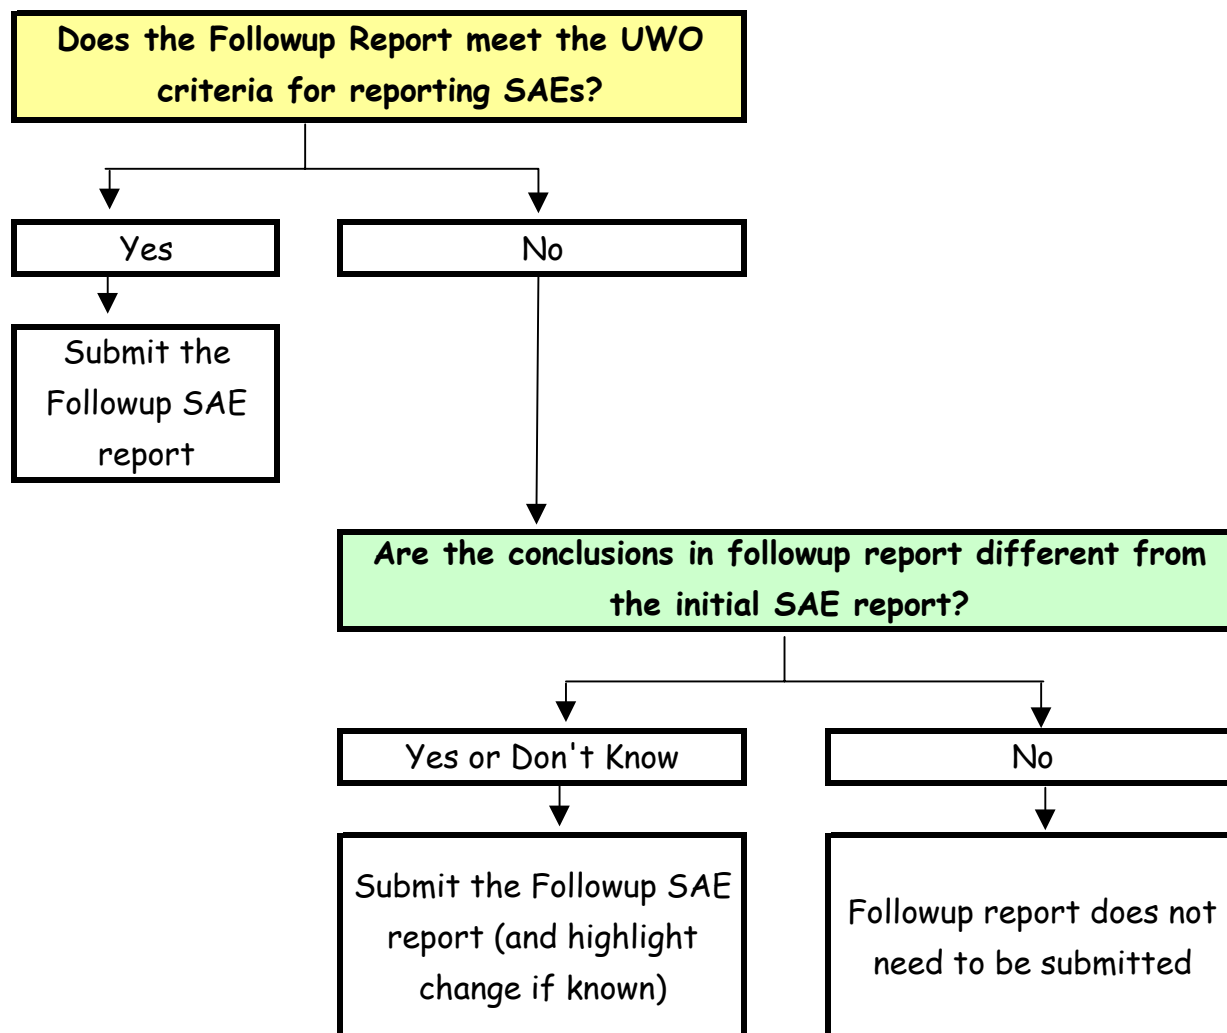 Does the Followup Report meet the UWO
criteria for reporting SAEs?
Yes
No
Submit the
Followup SAE
report
Are the conclusions in followup report different from
the initial SAE report?
Yes or Don't Know
No
Submit the Followup SAE
report (and highlight
change if known)
Followup report does not
need to be submitted